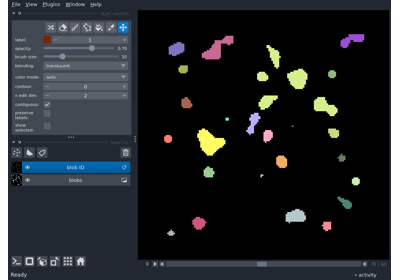 File View Plugins Window Help
label: 1
opacity: 0.70
brush size: 10
blending: translucent
color mode: auto
contour: 0
n edit dim: 2
contiguous:
preserve labels:
show selected:
blob ID
blobs
0
Ready
activity